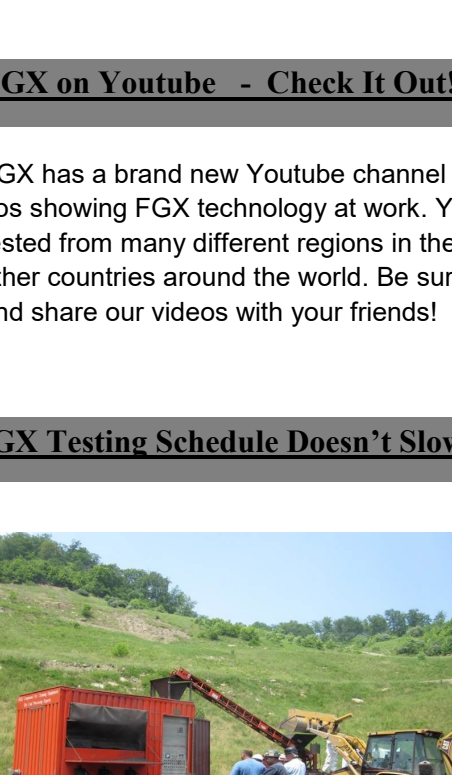 GX on Youtube - Check It Out!
GX has a brand new Youtube channel
os showing FGX technology at work. Y
ested from many different regions in the
ther countries around the world. Be sur
nd share our videos with your friends!
GX Testing Schedule Doesn't Slow